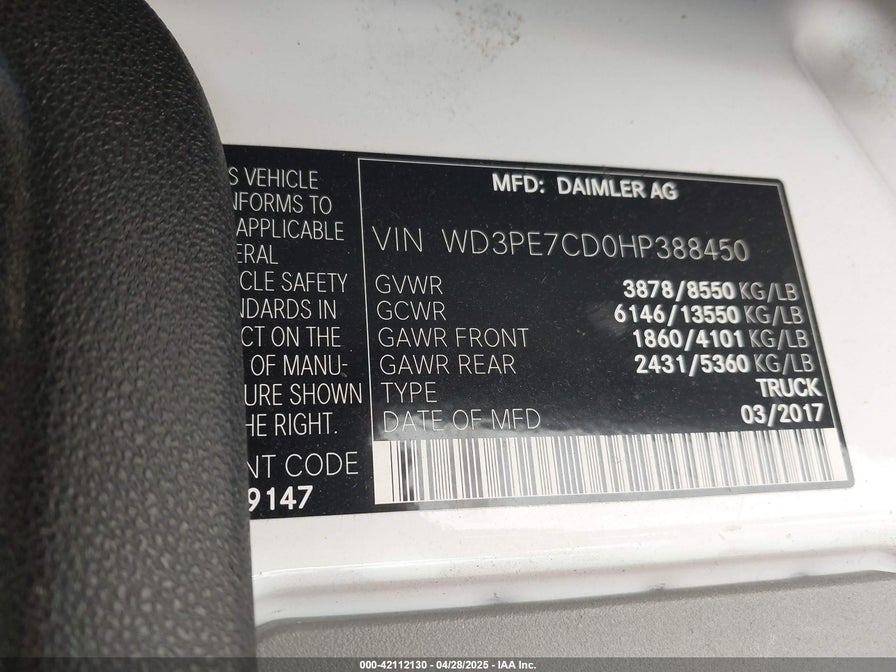 S VEHICLE
NFORMS TO
APPLICABLE
ERAL
CLE SAFETY
NDARDS IN
CT ON THE
OF MANU-
URE SHOWN
HE RIGHT.
NT CODE
9147
MFD: DAIMLER AG
VIN WD3PE7CD0HP388450
GVWR 3878/8550 KG/LB
GCWR 6146/13550 KG/LB
GAWR FRONT 1860/4101 KG/LB
GAWR REAR 2431/5360 KG/LB
TYPE TRUCK
DATE OF MFD 03/2017
000-42112130 - 04/28/2025 - IAA Inc.